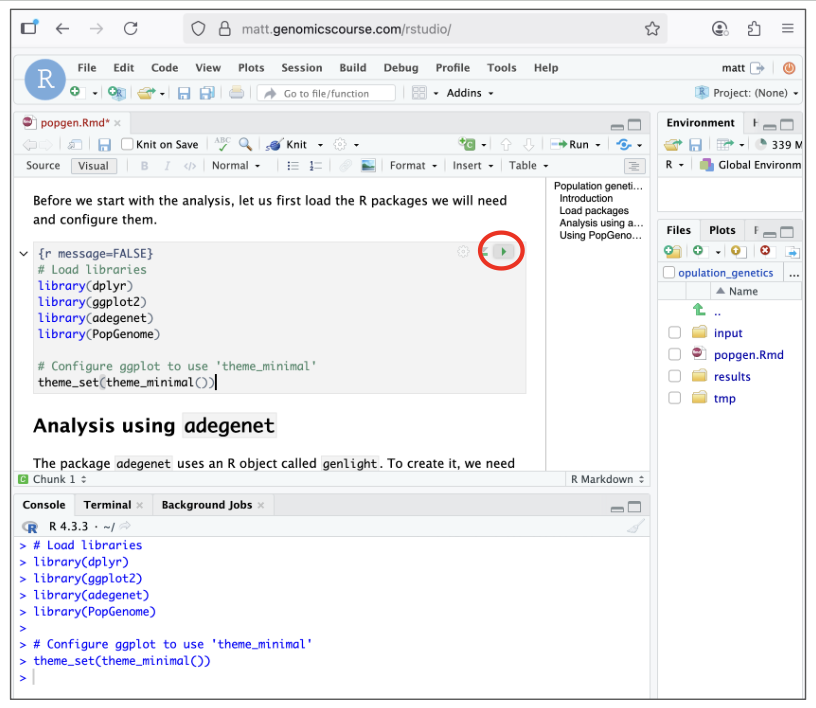 matt.genomicscourse.com/rstudio/
R
File Edit Code View Plots Session Build Debug Profile Tools Help
matt
Go to file/function
Addins
Project: (None)
popgen.Rmd*
Knit on Save
ABC
Knit
Run
Source Visual
B I
Normal
Format
Insert
Table
Before we start with the analysis, let us first load the R packages we will need
and configure them.
{r message=FALSE}
# Load libraries
library(dplyr)
library(ggplot2)
library(adegenet)
library(PopGenome)
# Configure ggplot to use 'theme_minimal'
theme_set(theme_minimal())
Analysis using adegenet
The package adegenet uses an R object called genlight. To create it, we need
Population geneti...
Introduction
Load packages
Analysis using a...
Using PopGeno...
C Chunk 1
R Markdown
Console Terminal Background Jobs
R R 4.3.3 · ~/
> # Load libraries
> library(dplyr)
> library(ggplot2)
> library(adegenet)
> library(PopGenome)
>
> # Configure ggplot to use 'theme_minimal'
> theme_set(theme_minimal())
>
Environment
339 M
R
Global Environm
Files Plots
opulation_genetics ...
Name
..
input
popgen.Rmd
results
tmp